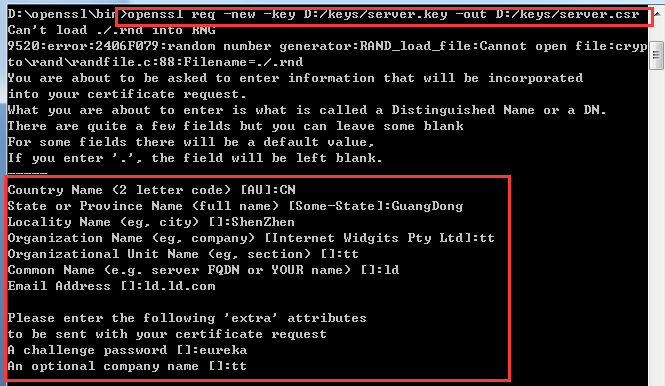 D:\openssl\bin>openssl req -new -key D:/keys/server.key -out D:/keys/server.csr
Can't load ./.rnd into RNG
9520:error:2406F079:random number generator:RAND_load_file:Cannot open file:cryp
to\rand\randfile.c:88:Filename=./.rnd
You are about to be asked to enter information that will be incorporated
into your certificate request.
What you are about to enter is what is called a Distinguished Name or a DN.
There are quite a few fields but you can leave some blank
For some fields there will be a default value,
If you enter '.', the field will be left blank.
-----
Country Name (2 letter code) [AU]:CN
State or Province Name (full name) [Some-State]:GuangDong
Locality Name (eg, city) []:ShenZhen
Organization Name (eg, company) [Internet Widgits Pty Ltd]:tt
Organizational Unit Name (eg, section) []:tt
Common Name (e.g. server FQDN or YOUR name) []:ld
Email Address []:ld.ld.com
Please enter the following 'extra' attributes
to be sent with your certificate request
A challenge password []:eureka
An optional company name []:tt